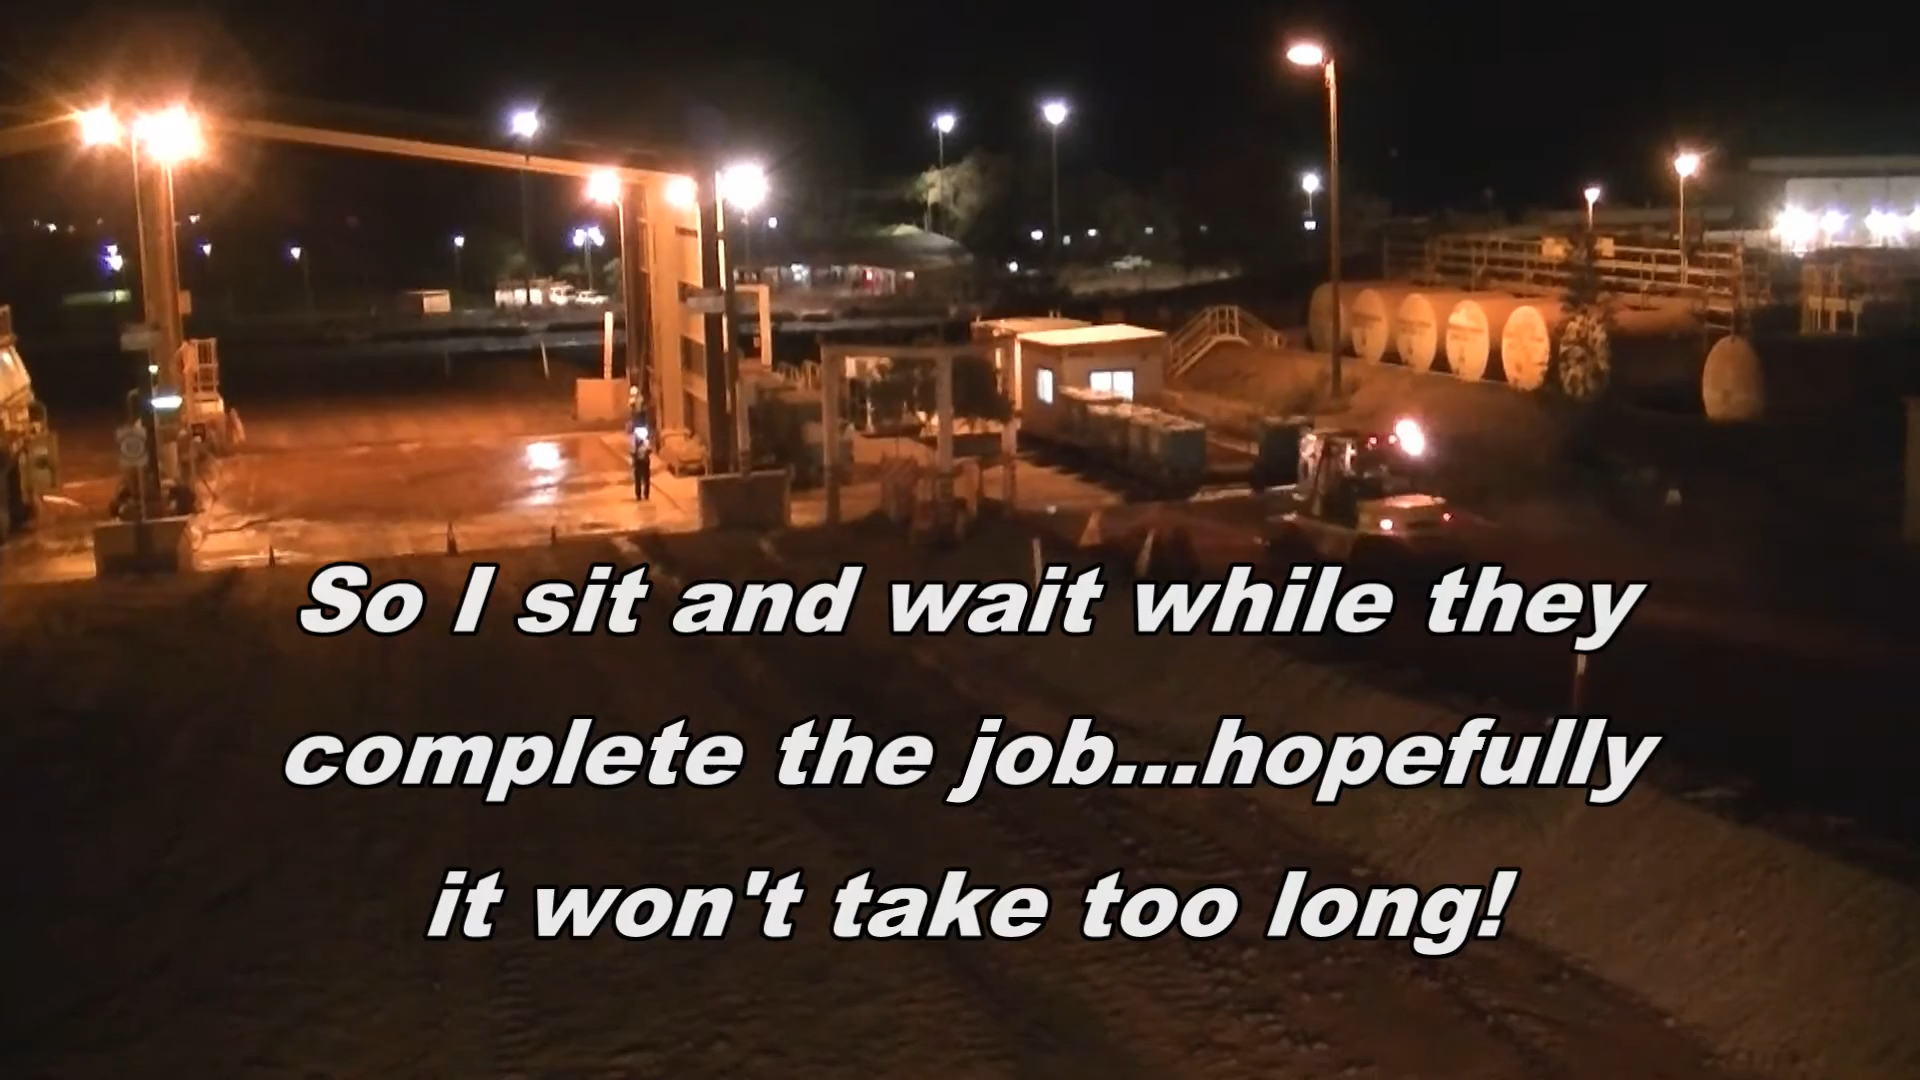 So I sit and wait while they
complete the job...hopefully
it won't take too long!